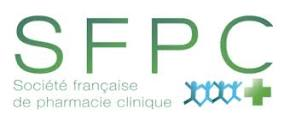 SFPC
Société française
de pharmacie clinique